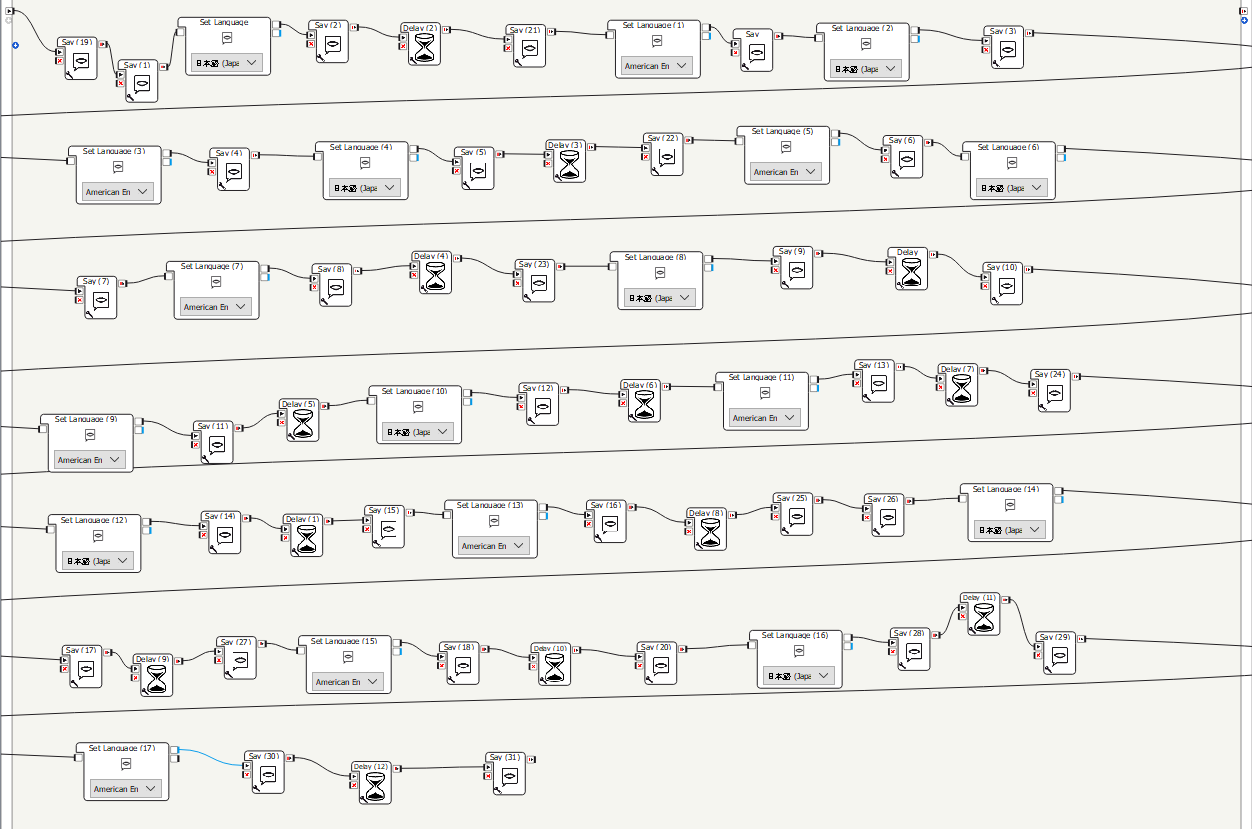 Say (19)
Say (1)
Set Language
日本語 (Japa
Say (2)
Delay (2)
Say (21)
Set Language (1)
American En
Say
Set Language (2)
日本語 (Japa
Say (3)
Set Language (3)
American En
Say (4)
Set Language (4)
日本語 (Japa
Say (5)
Delay (3)
Say (22)
Set Language (5)
American En
Say (6)
Set Language (6)
日本語 (Japa
Say (7)
Set Language (7)
American En
Say (8)
Delay (4)
Say (23)
Set Language (8)
日本語 (Japa
Say (9)
Delay
Say (10)
Set Language (9)
American En
Say (11)
Delay (5)
Set Language (10)
日本語 (Japa
Say (12)
Delay (6)
Set Language (11)
American En
Say (13)
Delay (7)
Say (24)
Set Language (12)
日本語 (Japa
Say (14)
Delay (1)
Say (15)
Set Language (13)
American En
Say (16)
Delay (8)
Say (25)
Say (26)
Set Language (14)
日本語 (Japa
Say (17)
Delay (9)
Say (27)
Set Language (15)
American En
Say (18)
Delay (10)
Say (20)
Set Language (16)
日本語 (Japa
Say (28)
Delay (11)
Say (29)
Set Language (17)
American En
Say (30)
Delay (12)
Say (31)